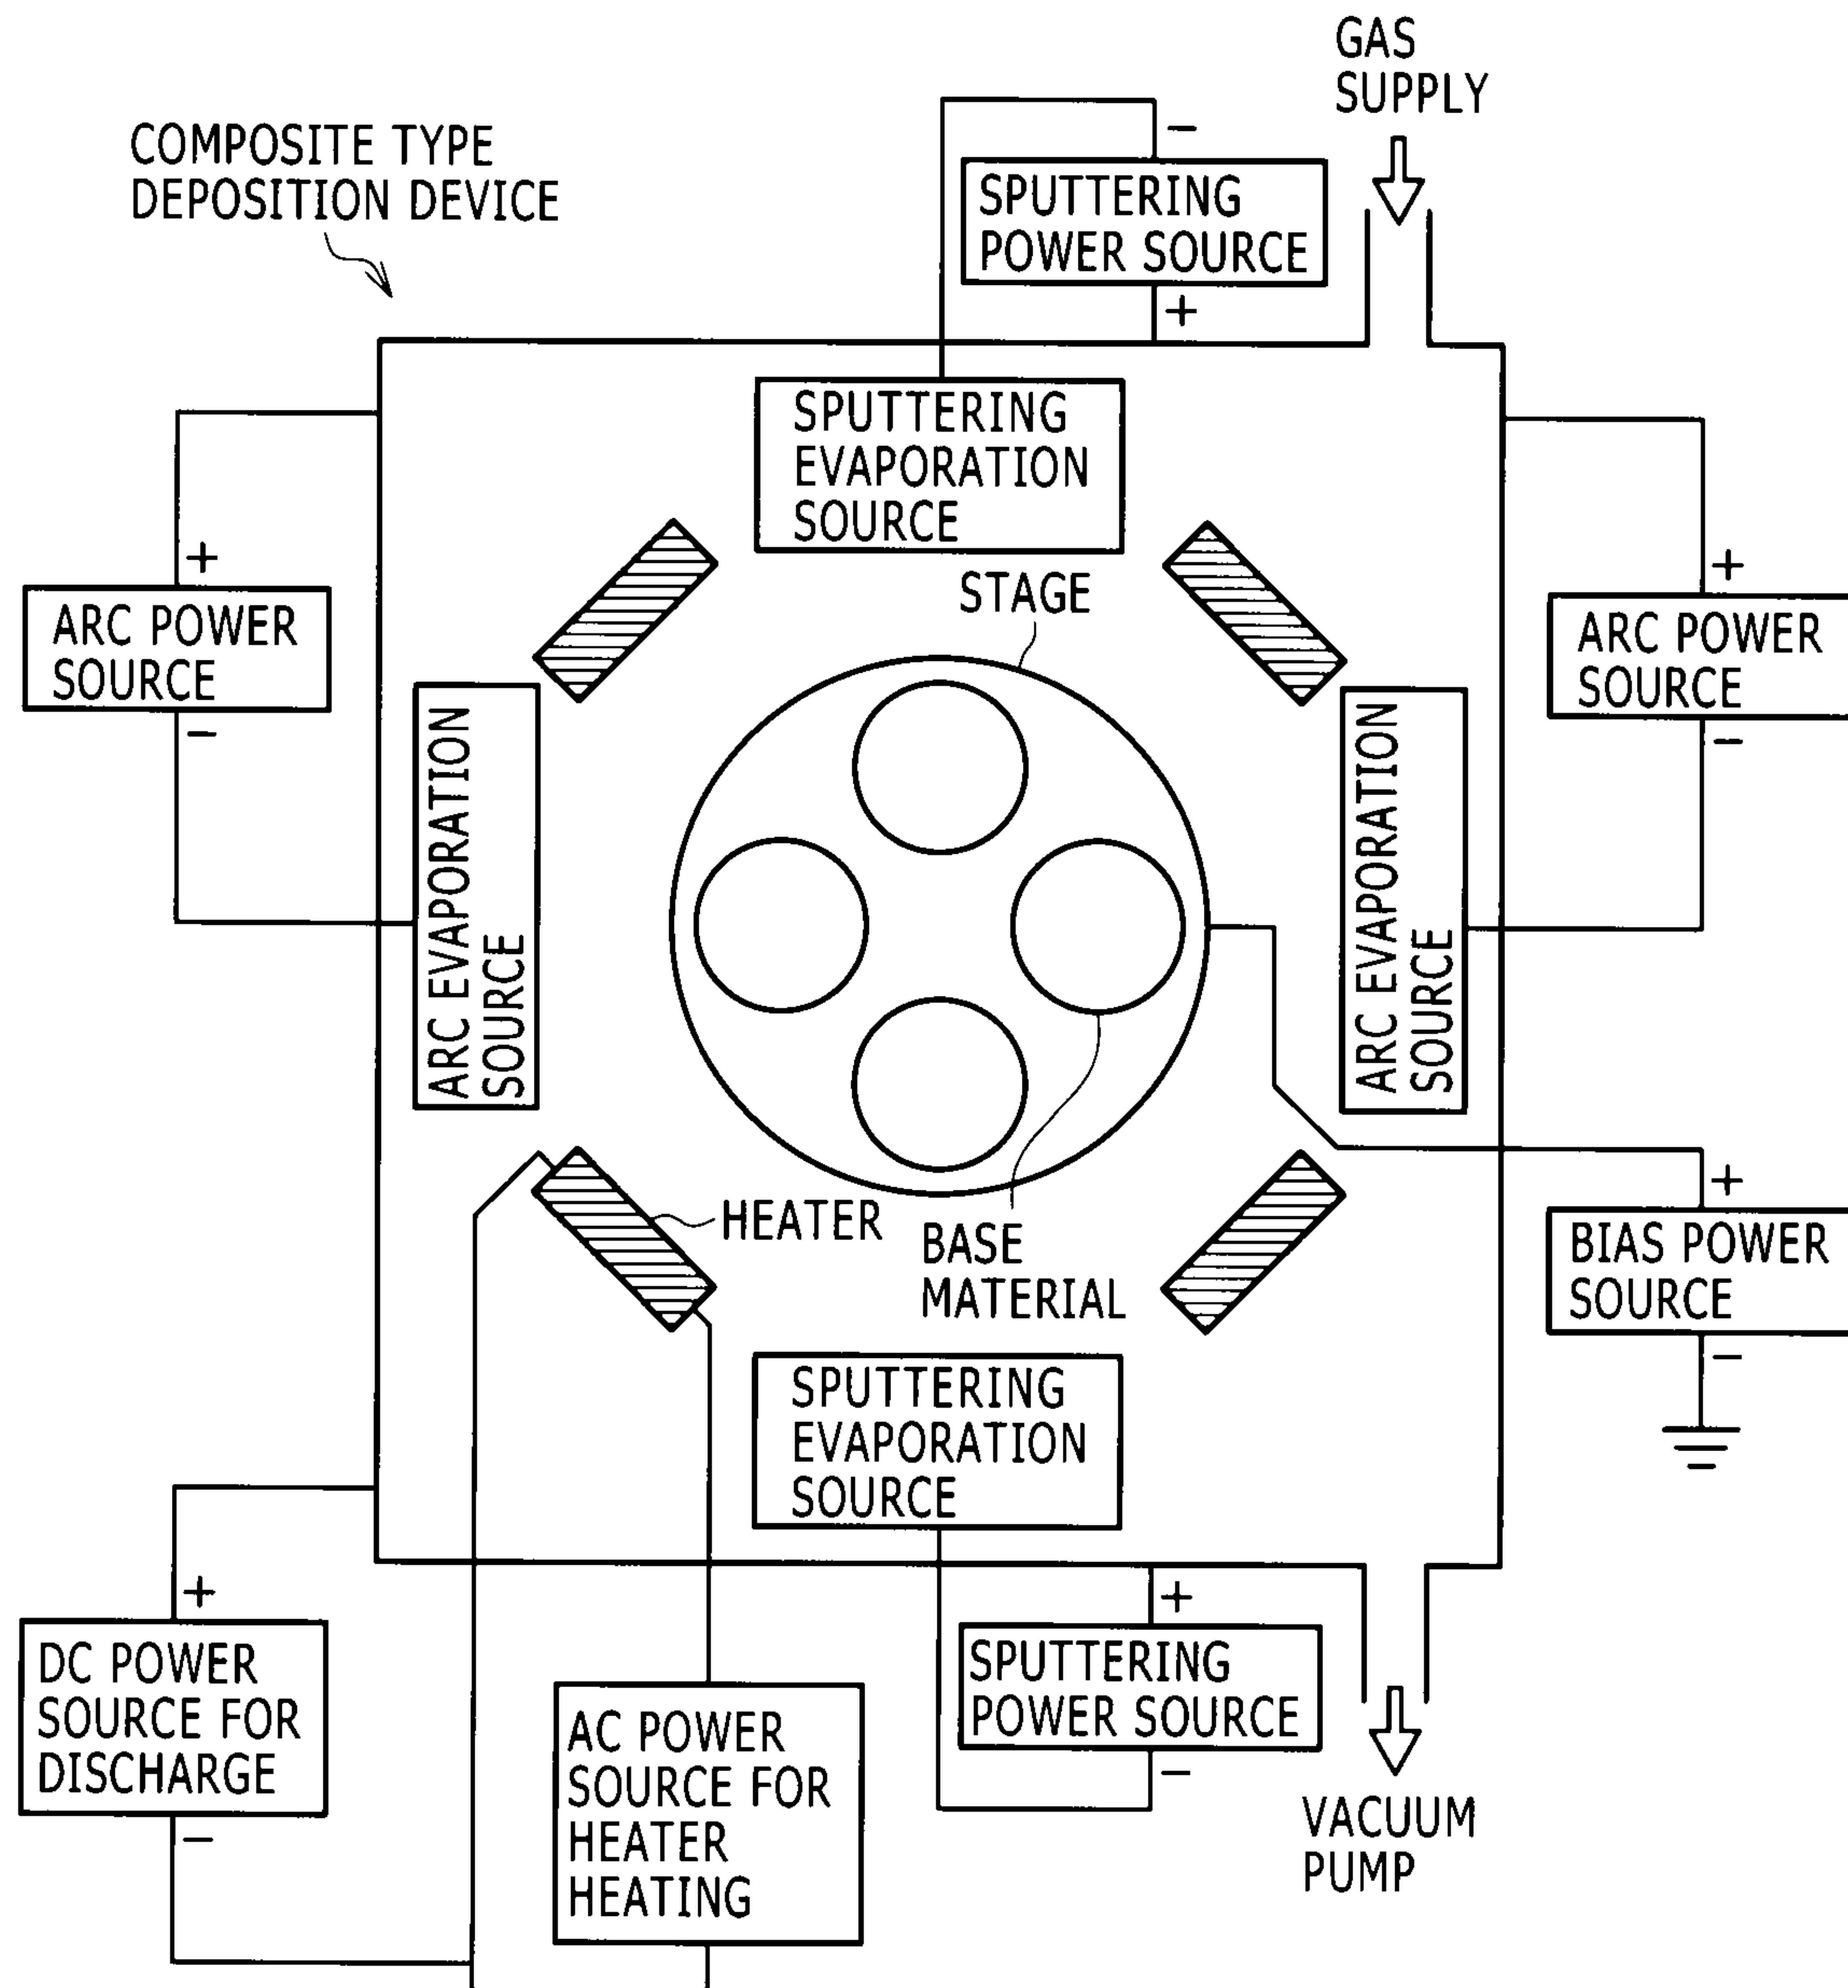 GAS
SUPPLY
COMPOSITE TYPE
DEPOSITION DEVICE
−
SPUTTERING
POWER SOURCE
+
SPUTTERING
EVAPORATION
SOURCE
STAGE
+
ARC POWER
SOURCE
−
+
ARC POWER
SOURCE
−
ARC EVAPORATION
SOURCE
ARC EVAPORATION
SOURCE
HEATER
BASE
MATERIAL
+
BIAS POWER
SOURCE
−
SPUTTERING
EVAPORATION
SOURCE
+
DC POWER
SOURCE FOR
DISCHARGE
−
AC POWER
SOURCE FOR
HEATER
HEATING
+
SPUTTERING
POWER SOURCE
−
VACUUM
PUMP